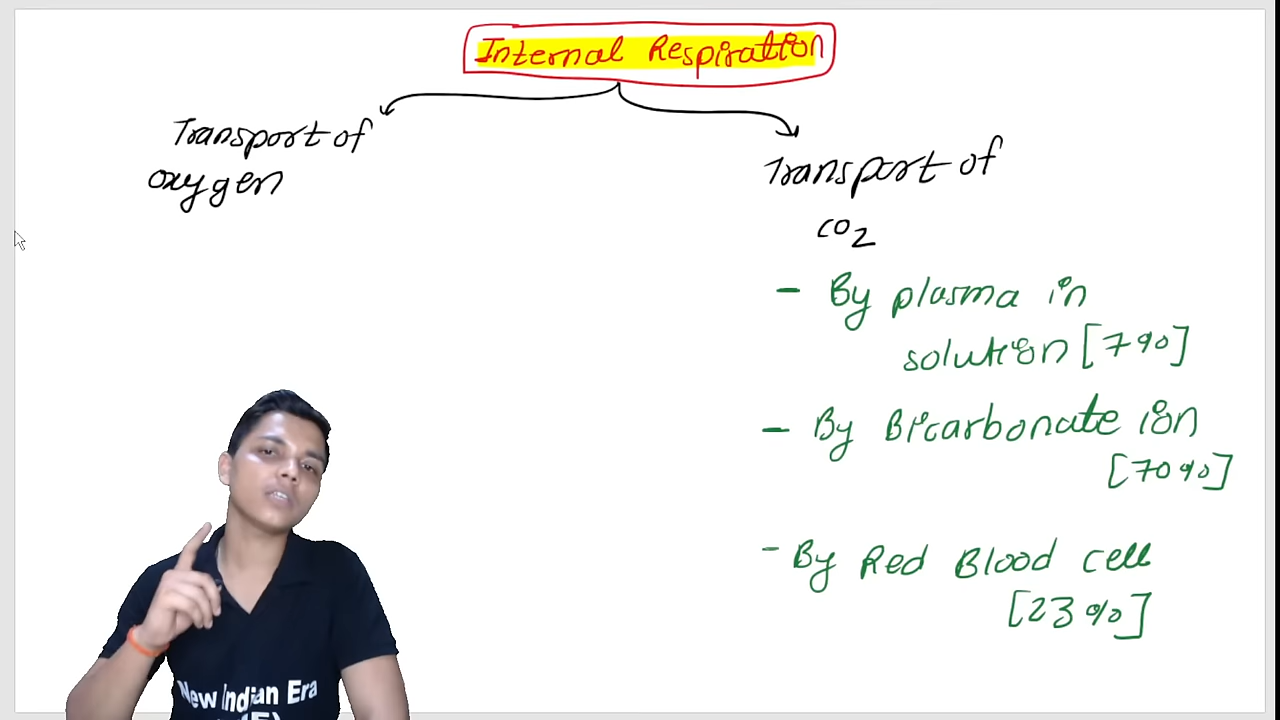 Internal Respiration
Transport of
oxygen
Transport of
CO2
- By plasma in
solution [7%]
- By Bicarbonate ion
[70%]
- By Red Blood cell
[23%]
New Indian Era